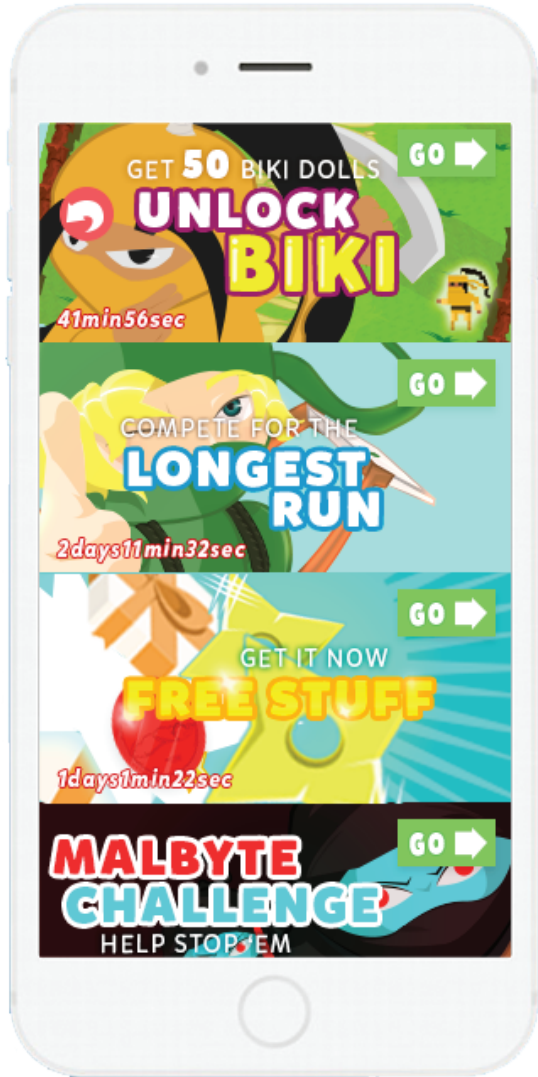 GET 50 BIKI DOLLS
GO
UNLOCK
BIKI
41min56sec
GO
COMPETE FOR THE
LONGEST
RUN
2days11min32sec
GO
GET IT NOW
FREE STUFF
1days1min22sec
GO
MALBYTE
CHALLENGE
HELP STOP 'EM